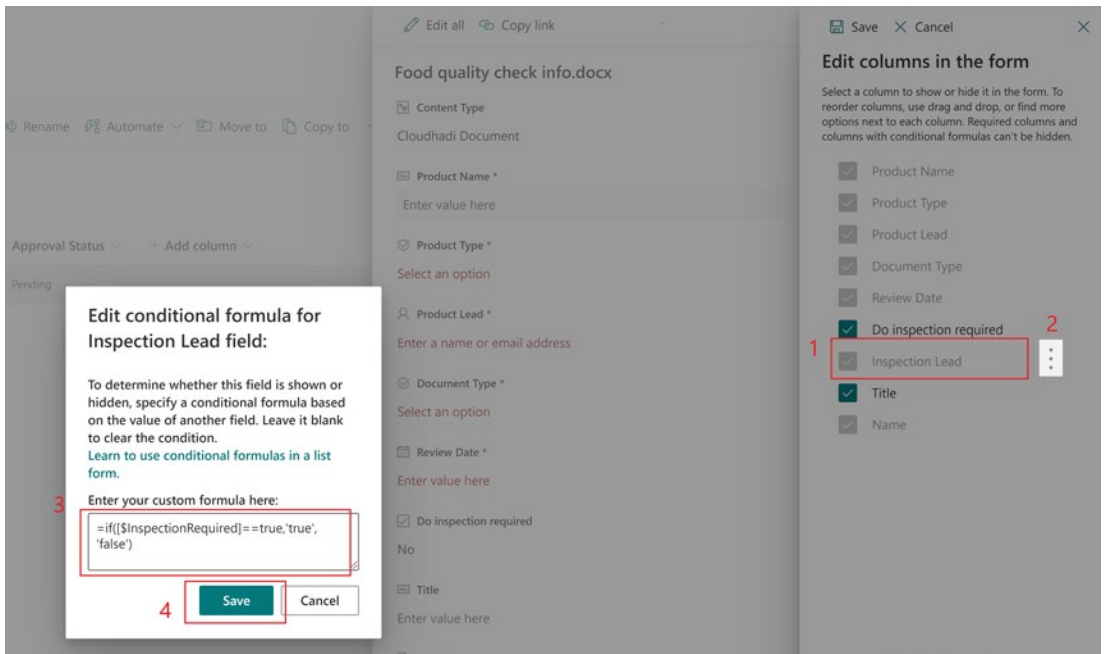 Rename Automate Move to Copy to
Approval Status + Add column
Pending
Edit all Copy link
Food quality check info.docx
Content Type
Cloudhadi Document
Product Name *
Enter value here
Product Type *
Select an option
Product Lead *
Enter a name or email address
Document Type *
Select an option
Review Date *
Enter value here
Do inspection required
No
Title
Enter value here
Save Cancel
Edit columns in the form
Select a column to show or hide it in the form. To
reorder columns, use drag and drop, or find more
options next to each column. Required columns and
columns with conditional formulas can't be hidden.
Product Name
Product Type
Product Lead
Document Type
Review Date
Do inspection required
2
1
Inspection Lead
Title
Name
Edit conditional formula for
Inspection Lead field:
To determine whether this field is shown or
hidden, specify a conditional formula based
on the value of another field. Leave it blank
to clear the condition.
Learn to use conditional formulas in a list
form.
3
Enter your custom formula here:
=if([$InspectionRequired]==true,'true',
'false')
4
Save Cancel